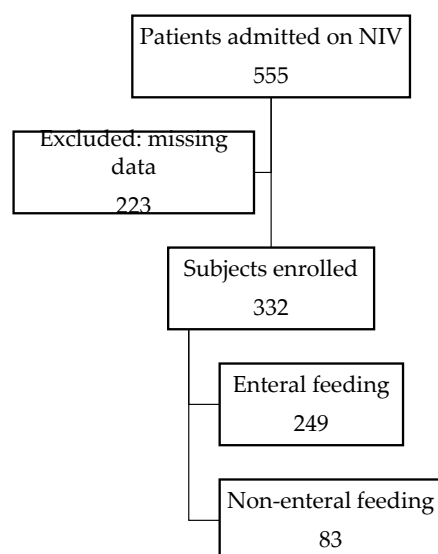 Patients admitted on NIV
555
Excluded: missing
data
223
Subjects enrolled
332
Enteral feeding
249
Non-enteral feeding
83